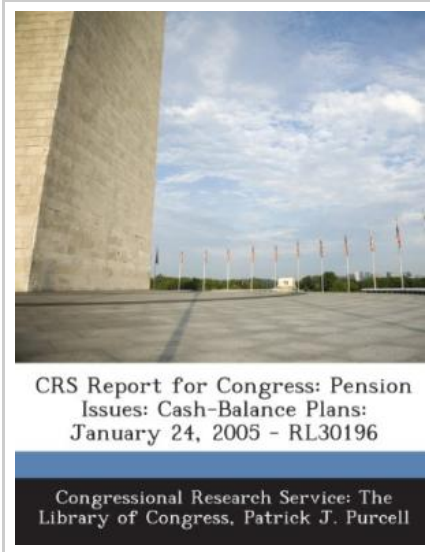 CRS Report for Congress: Pension
Issues: Cash-Balance Plans:
January 24, 2005 - RL30196
Congressional Research Service: The
Library of Congress, Patrick J. Purcell